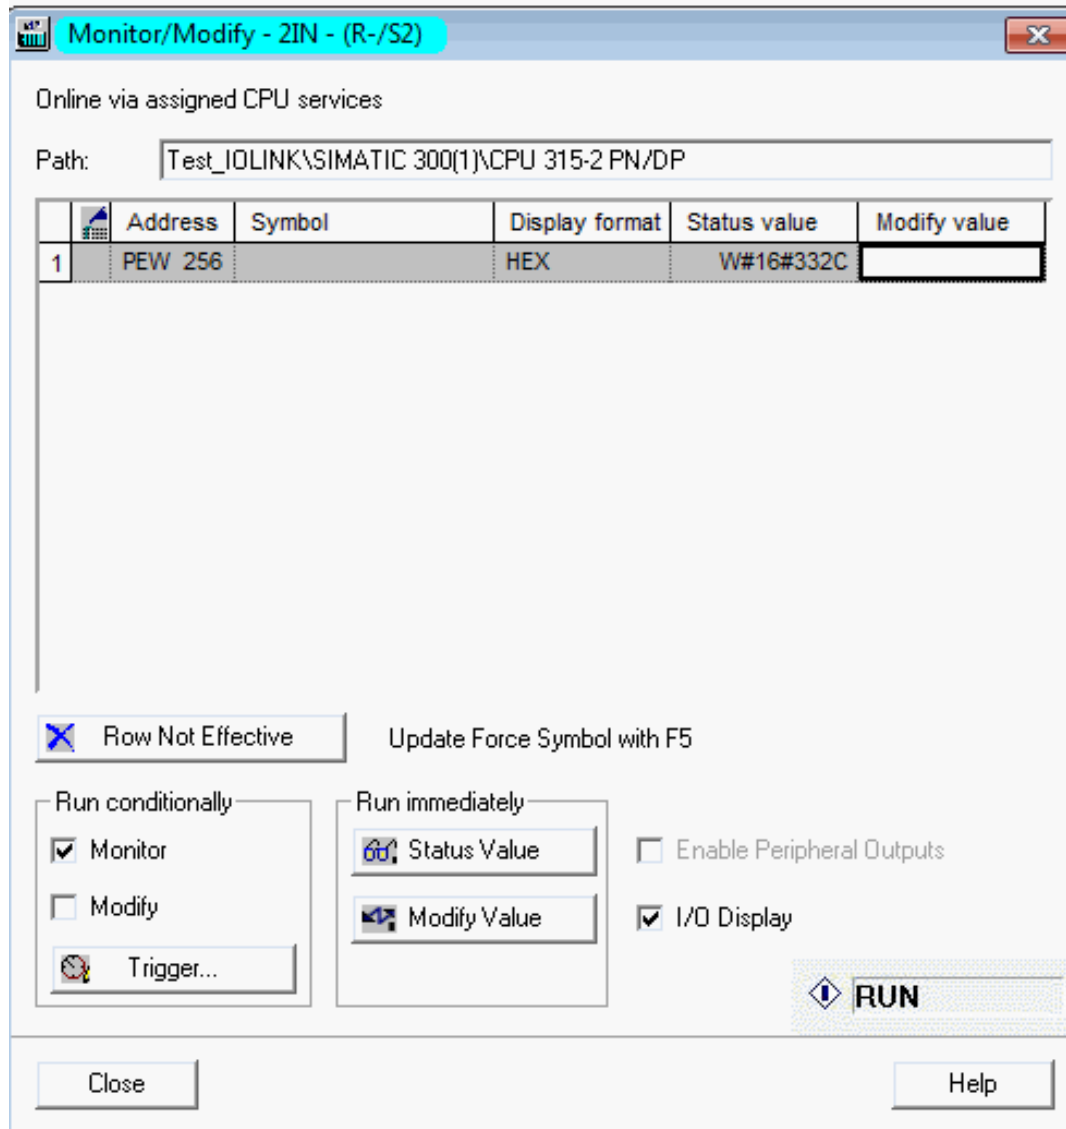 Monitor/Modify - 2IN - (R-/S2)
Online via assigned CPU services
Path: Test_IOLINK\SIMATIC 300(1)\CPU 315-2 PN/DP
Address Symbol Display format Status value Modify value
1 PEW 256 HEX W#16#332C
Row Not Effective Update Force Symbol with F5
Run conditionally Run immediately
Monitor Status Value Enable Peripheral Outputs
Modify Modify Value I/O Display
Trigger...
RUN
Close Help